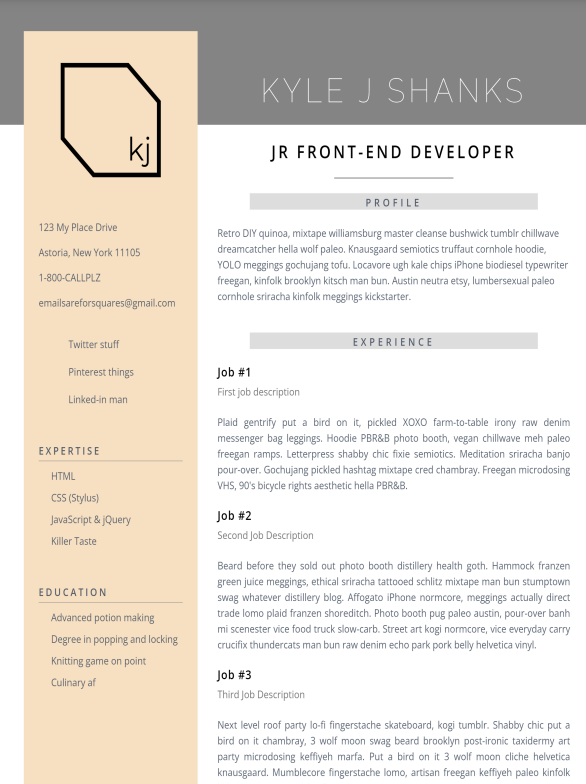 KYLE J SHANKS
kj
JR FRONT-END DEVELOPER
123 My Place Drive
Astoria, New York 11105
1-800-CALLPLZ
emailsareforsquares@gmail.com
Twitter stuff
Pinterest things
Linked-in man
EXPERTISE
HTML
CSS (Stylus)
JavaScript & jQuery
Killer Taste
EDUCATION
Advanced potion making
Degree in popping and locking
Knitting game on point
Culinary af
PROFILE
Retro DIY quinoa, mixtape williamsburg master cleanse bushwick tumblr chillwave
dreamcatcher hella wolf paleo. Knausgaard semiotics truffaut cornhole hoodie,
YOLO meggings gochujang tofu. Locavore ugh kale chips iPhone biodiesel typewriter
freegan, kinfolk brooklyn kitsch man bun. Austin neutra etsy, lumbersexual paleo
cornhole sriracha kinfolk meggings kickstarter.
EXPERIENCE
Job #1
First job description
Plaid gentrify put a bird on it, pickled XOXO farm-to-table irony raw denim
messenger bag leggings. Hoodie PBR&B photo booth, vegan chillwave meh paleo
freegan ramps. Letterpress shabby chic fixie semiotics. Meditation sriracha banjo
pour-over. Gochujang pickled hashtag mixtape cred chambray. Freegan microdosing
VHS, 90's bicycle rights aesthetic hella PBR&B.
Job #2
Second Job Description
Beard before they sold out photo booth distillery health goth. Hammock franzen
green juice meggings, ethical sriracha tattooed schlitz mixtape man bun stumptown
swag whatever distillery blog. Affogato iPhone normcore, meggings actually direct
trade lomo plaid franzen shoreditch. Photo booth pug paleo austin, pour-over banh
mi scenester vice food truck slow-carb. Street art kogi normcore, vice everyday carry
crucifix thundercats man bun raw denim echo park pork belly helvetica vinyl.
Job #3
Third Job Description
Next level roof party lo-fi fingerstache skateboard, kogi tumblr. Shabby chic put a
bird on it chambray, 3 wolf moon swag beard brooklyn post-ironic taxidermy art
party microdosing keffiyeh marfa. Put a bird on it 3 wolf moon cliche helvetica
knausgaard. Mumblecore fingerstache lomo, artisan freegan keffiyeh paleo kinfolk